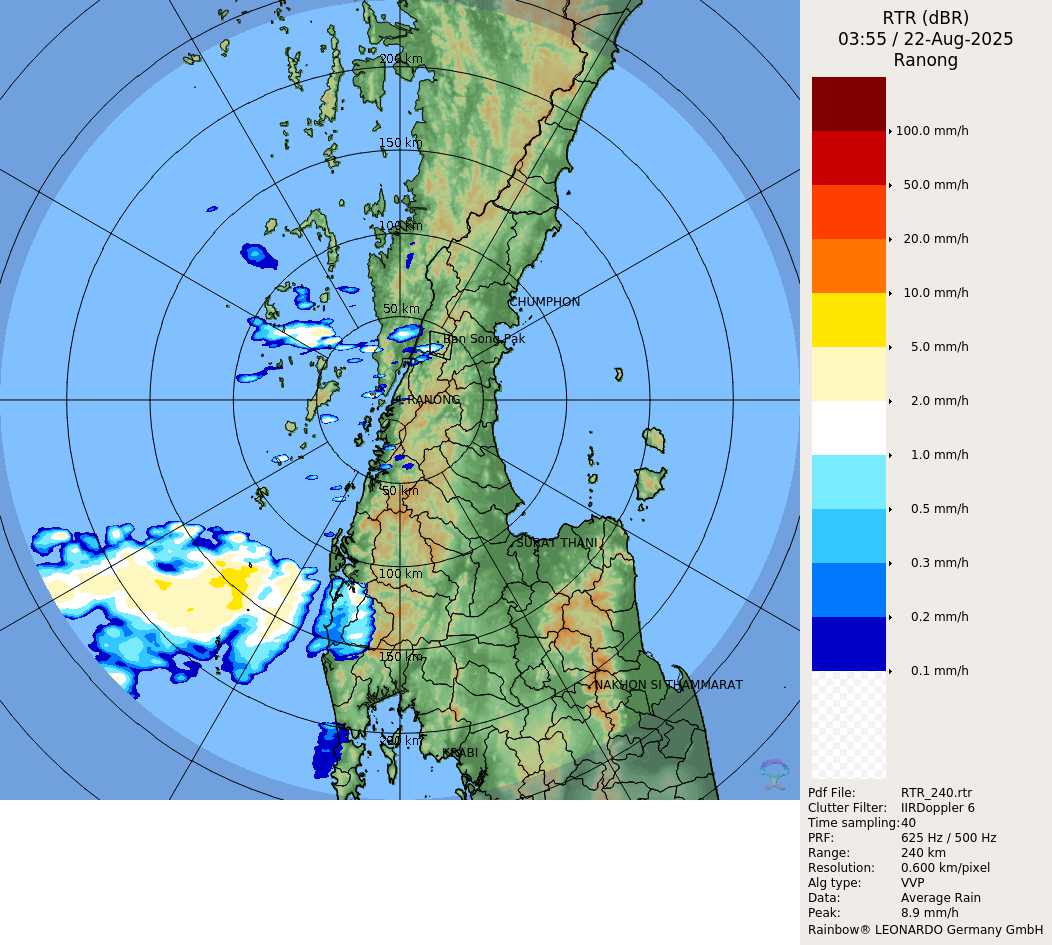 RTR (dBR)
03:55 / 22-Aug-2025
Ranong
200 km
150 km
100 km
50 km
CHUMPHON
Ban Song Pak
RANONG
50 km
SURAT THANI
100 km
150 km
NAKHON SI THAMMARAT
200 km
KRABI
100.0 mm/h
50.0 mm/h
20.0 mm/h
10.0 mm/h
5.0 mm/h
2.0 mm/h
1.0 mm/h
0.5 mm/h
0.3 mm/h
0.2 mm/h
0.1 mm/h
Pdf File: RTR_240.rtr
Clutter Filter: IIRDoppler 6
Time sampling: 40
PRF: 625 Hz / 500 Hz
Range: 240 km
Resolution: 0.600 km/pixel
Alg type: VVP
Data: Average Rain
Peak: 8.9 mm/h
Rainbow® LEONARDO Germany GmbH